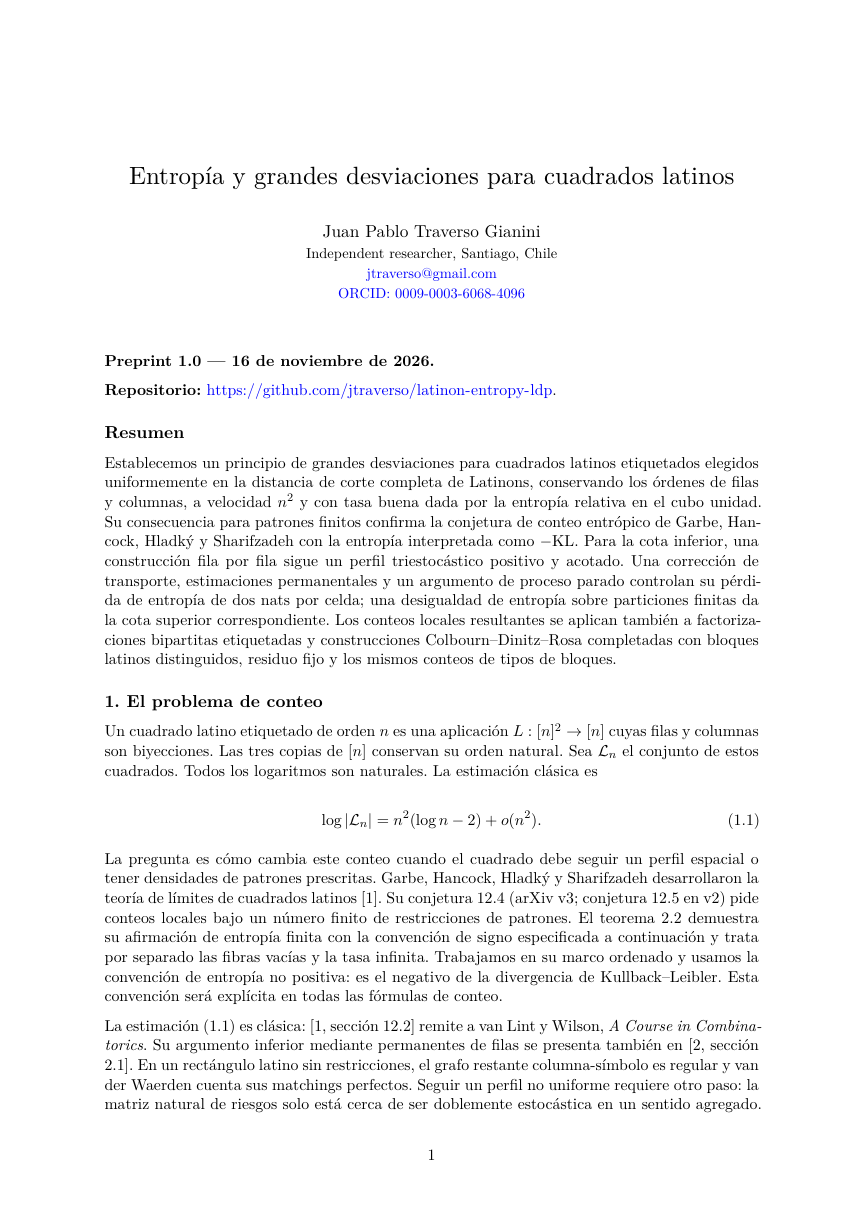 Entropía y grandes desviaciones para cuadrados latinos
Juan Pablo Traverso Gianini
Independent researcher, Santiago, Chile
jtraverso@gmail.com
ORCID: 0009-0003-6068-4096
Preprint 1.0 — 16 de noviembre de 2026.
Repositorio: https://github.com/jtraverso/latinon-entropy-ldp.
Resumen
Establecemos un principio de grandes desviaciones para cuadrados latinos etiquetados elegidos
uniformemente en la distancia de corte completa de Latinons, conservando los órdenes de filas
y columnas, a velocidad n² y con tasa buena dada por la entropía relativa en el cubo unidad.
Su consecuencia para patrones finitos confirma la conjetura de conteo entrópico de Garbe, Han-
cock, Hladký y Sharifzadeh con la entropía interpretada como −KL. Para la cota inferior, una
construcción fila por fila sigue un perfil triestocástico positivo y acotado. Una corrección de
transporte, estimaciones permanentales y un argumento de proceso parado controlan su pérdi-
da de entropía de dos nats por celda; una desigualdad de entropía sobre particiones finitas da
la cota superior correspondiente. Los conteos locales resultantes se aplican también a factoriza-
ciones bipartitas etiquetadas y construcciones Colbourn–Dinitz–Rosa completadas con bloques
latinos distinguidos, residuo fijo y los mismos conteos de tipos de bloques.
1. El problema de conteo
Un cuadrado latino etiquetado de orden n es una aplicación L : [n]² → [n] cuyas filas y columnas
son biyecciones. Las tres copias de [n] conservan su orden natural. Sea ℒₙ el conjunto de estos
cuadrados. Todos los logaritmos son naturales. La estimación clásica es
log |ℒₙ| = n²(log n − 2) + o(n²). (1.1)
La pregunta es cómo cambia este conteo cuando el cuadrado debe seguir un perfil espacial o
tener densidades de patrones prescritas. Garbe, Hancock, Hladký y Sharifzadeh desarrollaron la
teoría de límites de cuadrados latinos [1]. Su conjetura 12.4 (arXiv v3; conjetura 12.5 en v2) pide
conteos locales bajo un número finito de restricciones de patrones. El teorema 2.2 demuestra
su afirmación de entropía finita con la convención de signo especificada a continuación y trata
por separado las fibras vacías y la tasa infinita. Trabajamos en su marco ordenado y usamos la
convención de entropía no positiva: es el negativo de la divergencia de Kullback–Leibler. Esta
convención será explícita en todas las fórmulas de conteo.
La estimación (1.1) es clásica: [1, sección 12.2] remite a van Lint y Wilson, A Course in Combina-
torics. Su argumento inferior mediante permanentes de filas se presenta también en [2, sección
2.1]. En un rectángulo latino sin restricciones, el grafo restante columna-símbolo es regular y van
der Waerden cuenta sus matchings perfectos. Seguir un perfil no uniforme requiere otro paso: la
matriz natural de riesgos solo está cerca de ser doblemente estocástica en un sentido agregado.
1